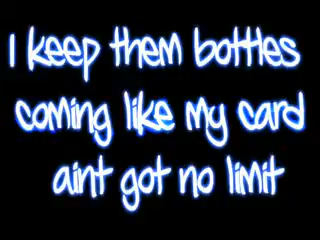 I keep them bottles
coming like my card
aint got no limit